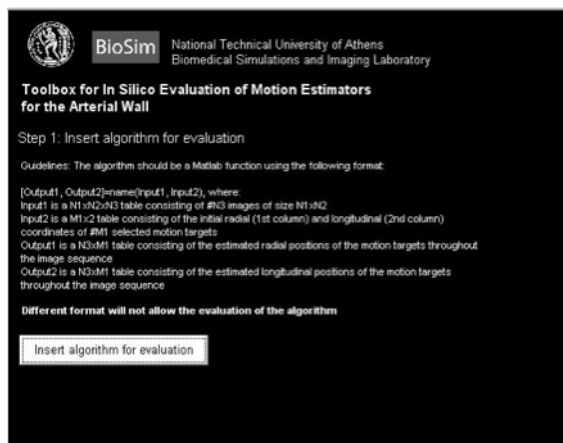 BioSim
National Technical University of Athens
Biomedical Simulations and Imaging Laboratory
Toolbox for In Silico Evaluation of Motion Estimators
for the Arterial Wall
Step 1: Insert algorithm for evaluation
Guidelines: The algorithm should be a Matlab function using the following format:
[Output1, Output2]=name(Input1, Input2), where:
Input1 is a N1xN2xN3 table consisting of #N3 images of size N1xN2
Input2 is a M1x2 table consisting of the initial radial (1st column) and longitudinal (2nd column)
coordinates of #M1 selected motion targets
Output1 is a N3xM1 table consisting of the estimated radial positions of the motion targets throughout
the image sequence
Output2 is a N3xM1 table consisting of the estimated longitudinal positions of the motion targets
throughout the image sequence
Different format will not allow the evaluation of the algorithm
Insert algorithm for evaluation